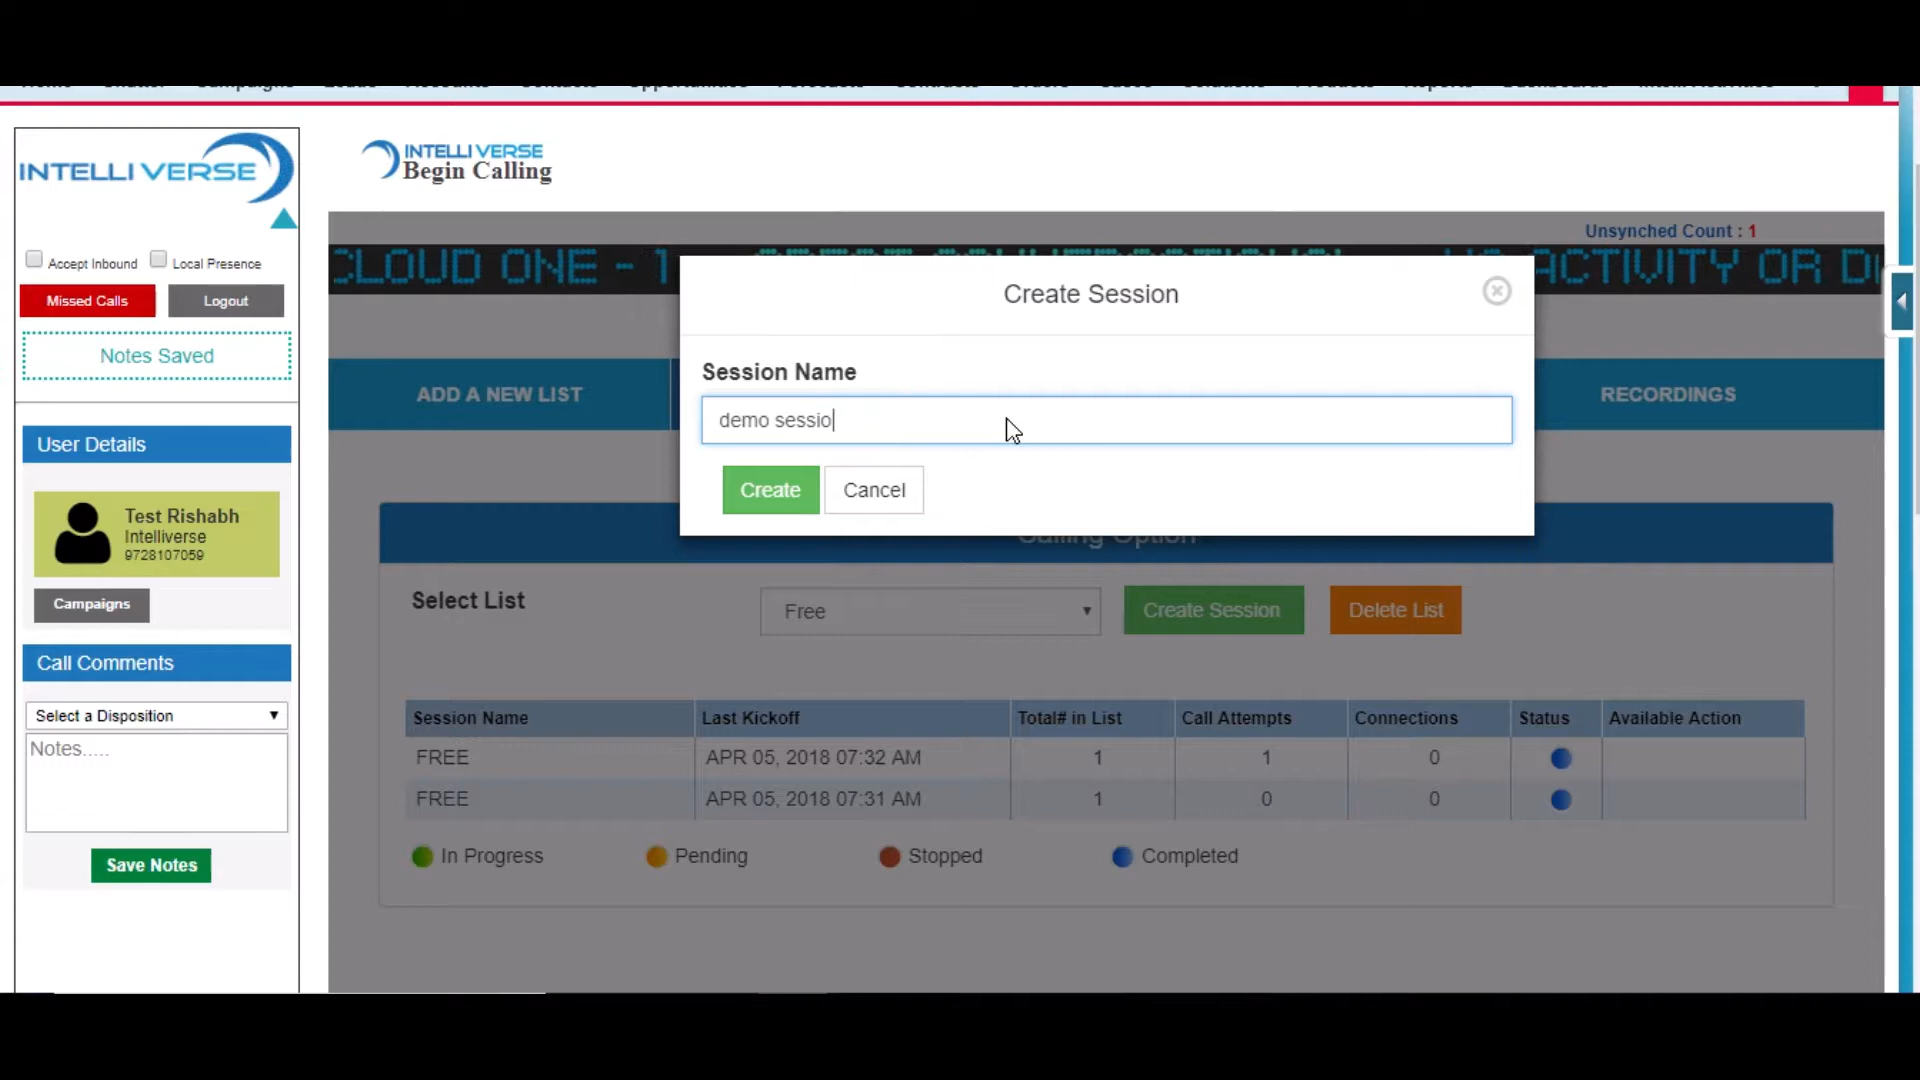 INTELLIVERSE
Accept Inbound
Local Presence
Missed Calls
Logout
Notes Saved
User Details
Test Rishabh
Intelliverse
9728107059
Campaigns
Call Comments
Select a Disposition
Notes.....
Save Notes
INTELLIVERSE
Begin Calling
Unsynched Count : 1
CLOUD ONE - 1
ACTIVITY OR
ADD A NEW LIST
RECORDINGS
Create Session
Session Name
demo sessio
Create
Cancel
Calling Option
Select List
Free
Create Session
Delete List
Session Name Last Kickoff Total# in List Call Attempts Connections Status Available Action
FREE APR 05, 2018 07:32 AM 1 1 0
FREE APR 05, 2018 07:31 AM 1 0 0
In Progress Pending Stopped Completed